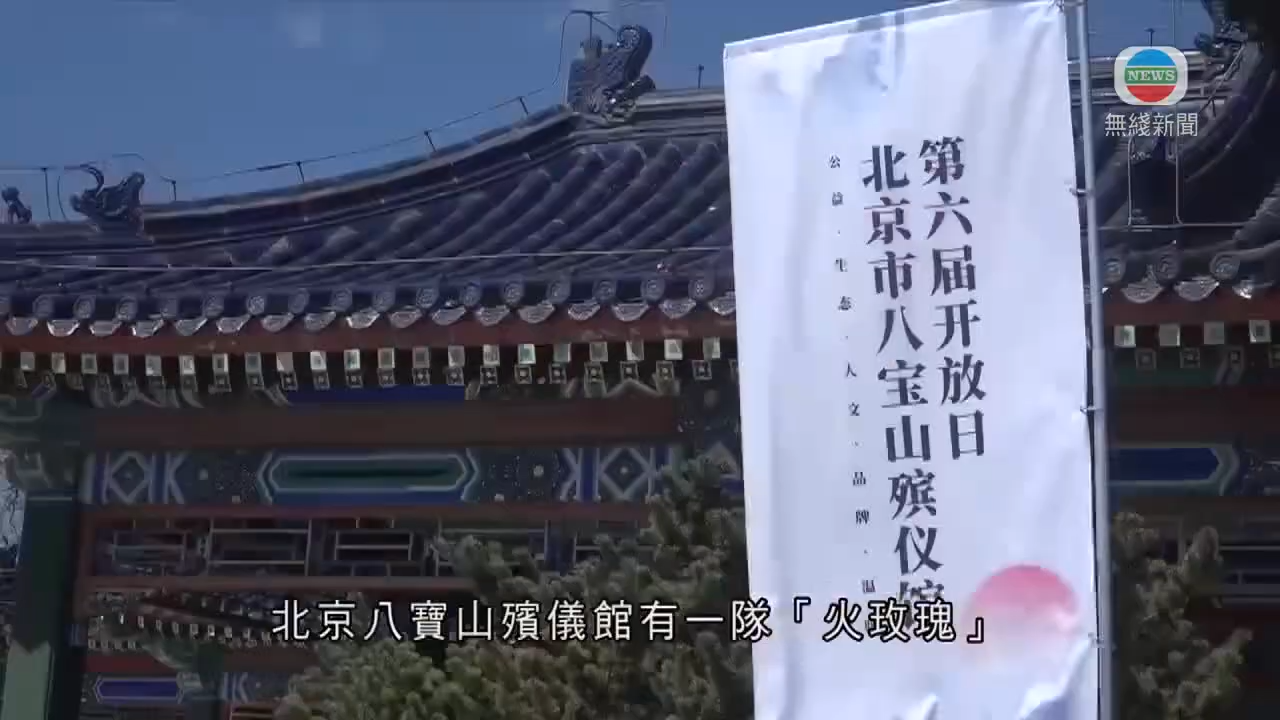 NEWS
無綫新聞
第六届开放日
北京市八宝山殡仪馆
公益·生态·人文·品牌·温
北京八寶山殯儀館有一隊「火玫瑰」